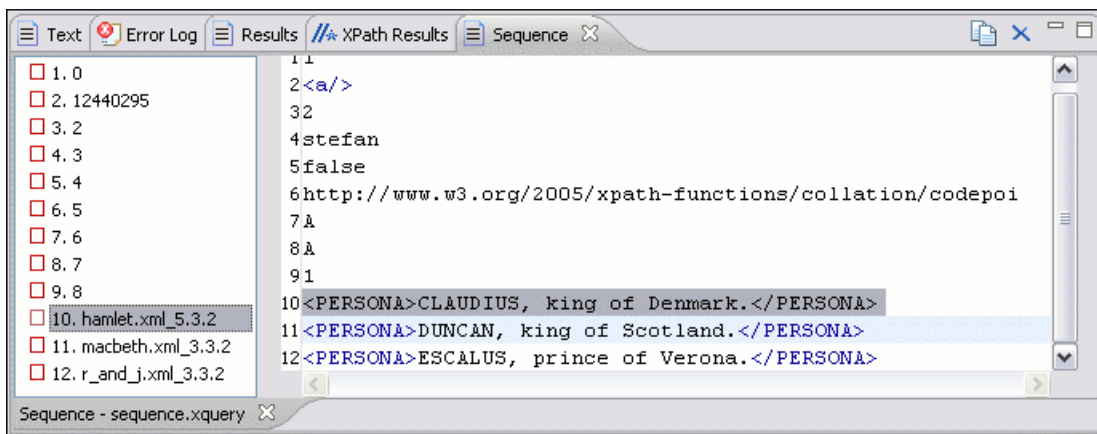 Text Error Log Results XPath Results Sequence
1. 0
2. 12440295
3. 2
4. 3
5. 4
6. 5
7. 6
8. 7
9. 8
10. hamlet.xml_5.3.2
11. macbeth.xml_3.3.2
12. r_and_j.xml_3.3.2
1 1
2 <a/>
3 2
4 stefan
5 false
6 http://www.w3.org/2005/xpath-functions/collation/codepoi
7 A
8 A
9 1
10 <PERSONA>CLAUDIUS, king of Denmark.</PERSONA>
11 <PERSONA>DUNCAN, king of Scotland.</PERSONA>
12 <PERSONA>ESCALUS, prince of Verona.</PERSONA>
Sequence - sequence.xquery